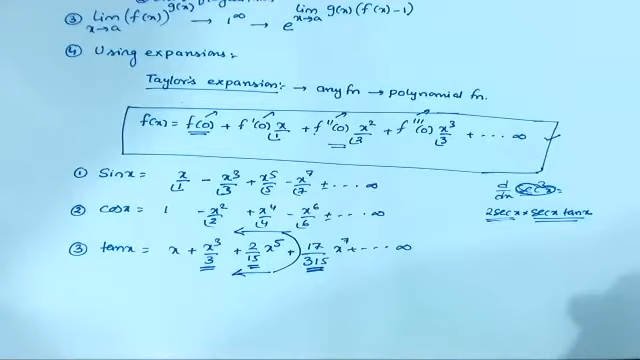 ③ lim x→a (f(x))^g(x) → 1^∞ → e^lim x→a g(x)(f(x)-1)
④ Using expansions:
Taylor's expansion:- → any fn → polynomial fn.
f(x) = f(0) + f'(0) x/⌊1 + f''(0) x²/⌊2 + f'''(0) x³/⌊3 + .... ∞
① Sinx = x/⌊1 - x³/⌊3 + x⁵/⌊5 - x⁷/⌊7 + .... ∞
d/dx sec²x =
2secx × secx tanx
② cosx = 1 - x²/⌊2 + x⁴/⌊4 - x⁶/⌊6 + .... ∞
③ tanx = x + x³/3 + 2/15 x⁵ + 17/315 x⁷ + .... ∞